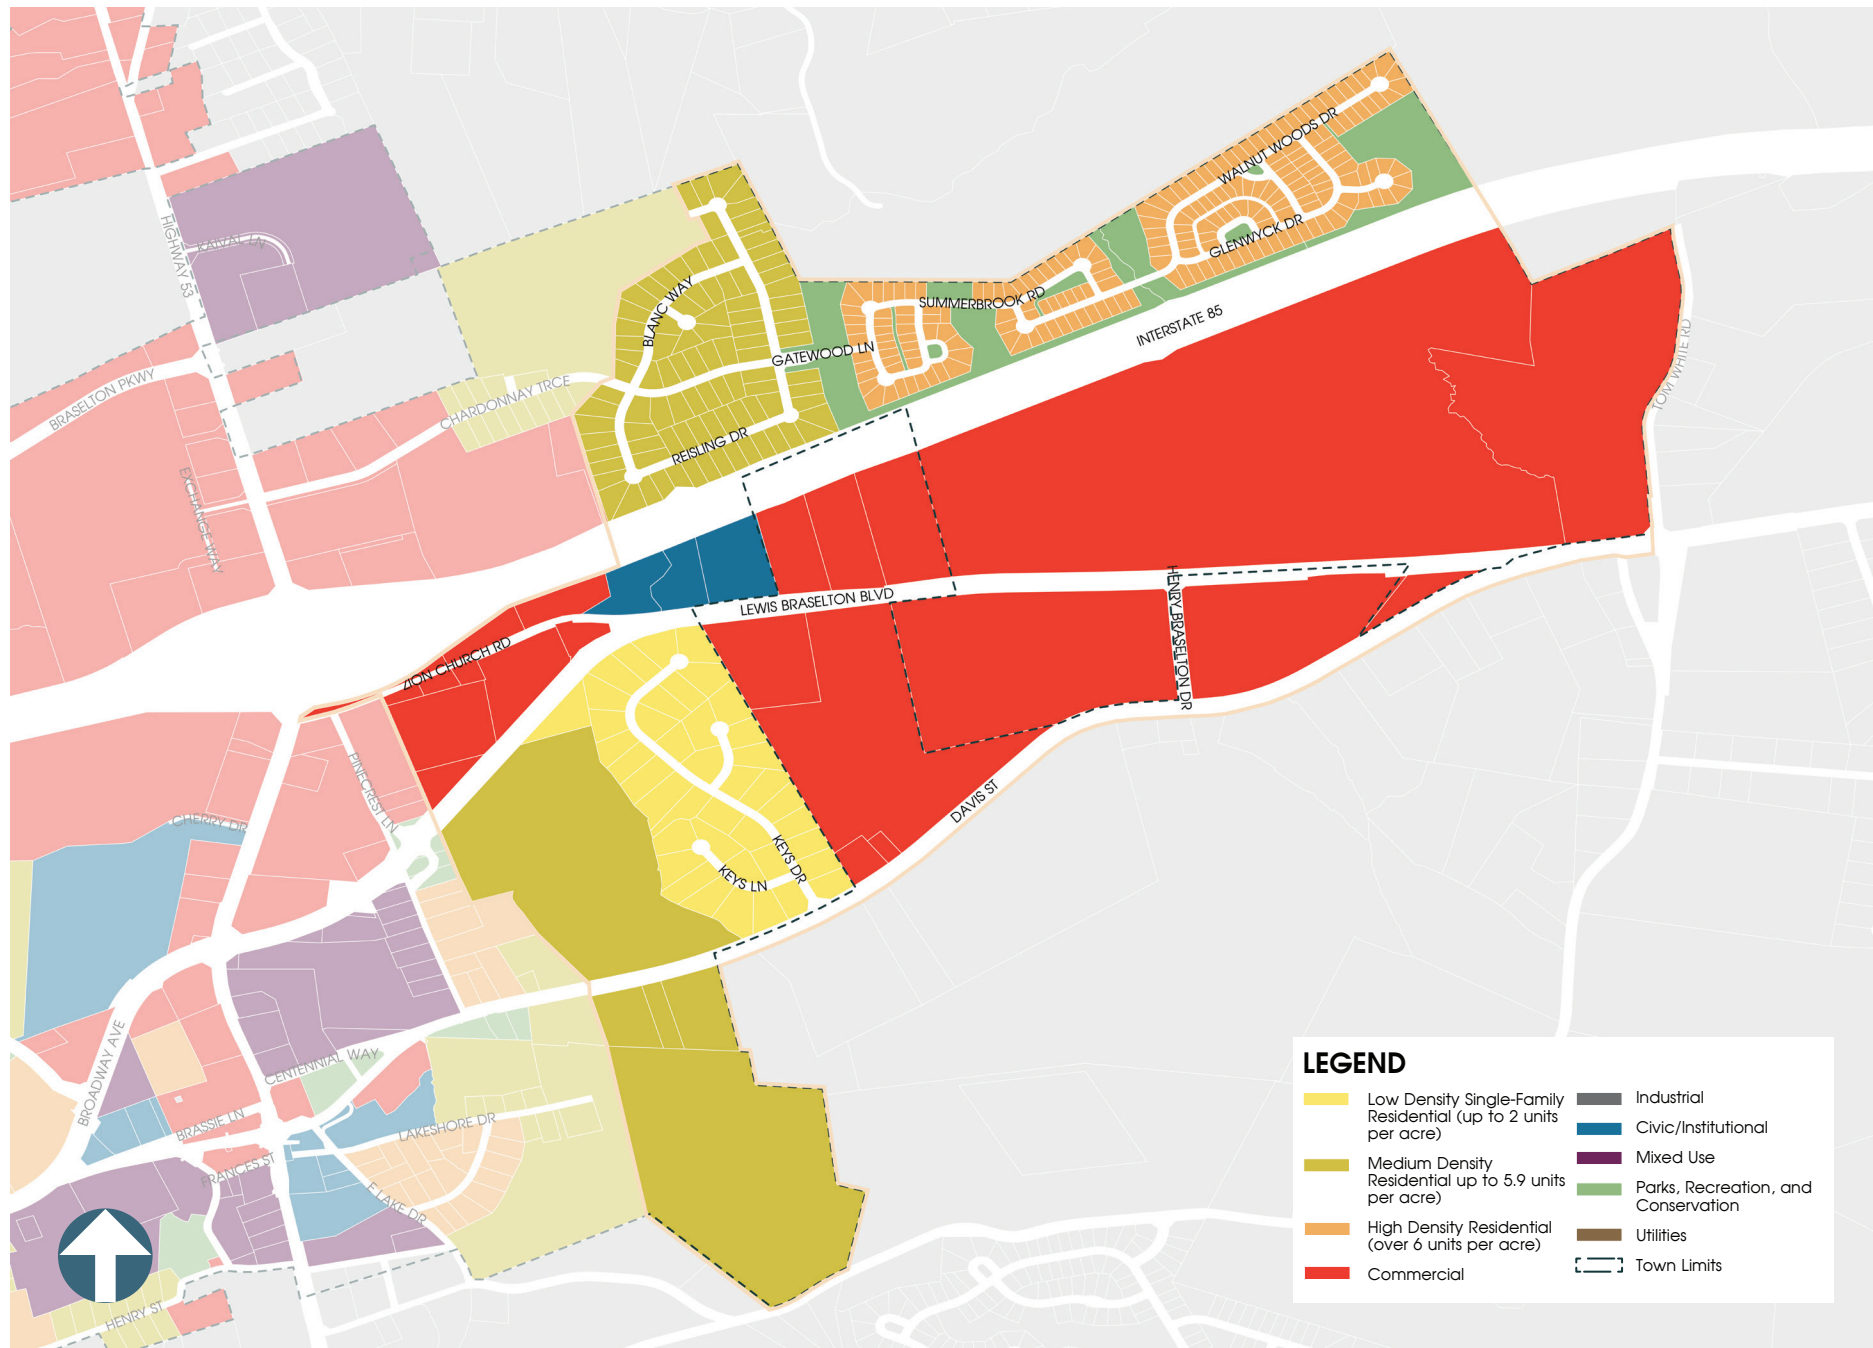 WALNUT WOODS DR
GLENWYCK DR
HIGHWAY 53
KAIVAL LN
BLANC WAY
SUMMERBROOK RD
INTERSTATE 85
GATEWOOD LN
BRASELTON PKWY
CHARDONNAY TRCE
TOM WHITE RD
REISLING DR
EXCHANGE WAY
LEWIS BRASELTON BLVD
HENRY BRASELTON DR
ZION CHURCH RD
PINECREST LN
CHERRY DR
DAVIS ST
KEYS DR
KEYS LN
BROADWAY AVE
CENTENNIAL WAY
BRASSIE LN
LAKESHORE DR
FRANCES ST
E LAKE DR
HENRY ST
LEGEND
Low Density Single-Family
Residential (up to 2 units
per acre)
Medium Density
Residential up to 5.9 units
per acre)
High Density Residential
(over 6 units per acre)
Commercial
Industrial
Civic/Institutional
Mixed Use
Parks, Recreation, and
Conservation
Utilities
Town Limits